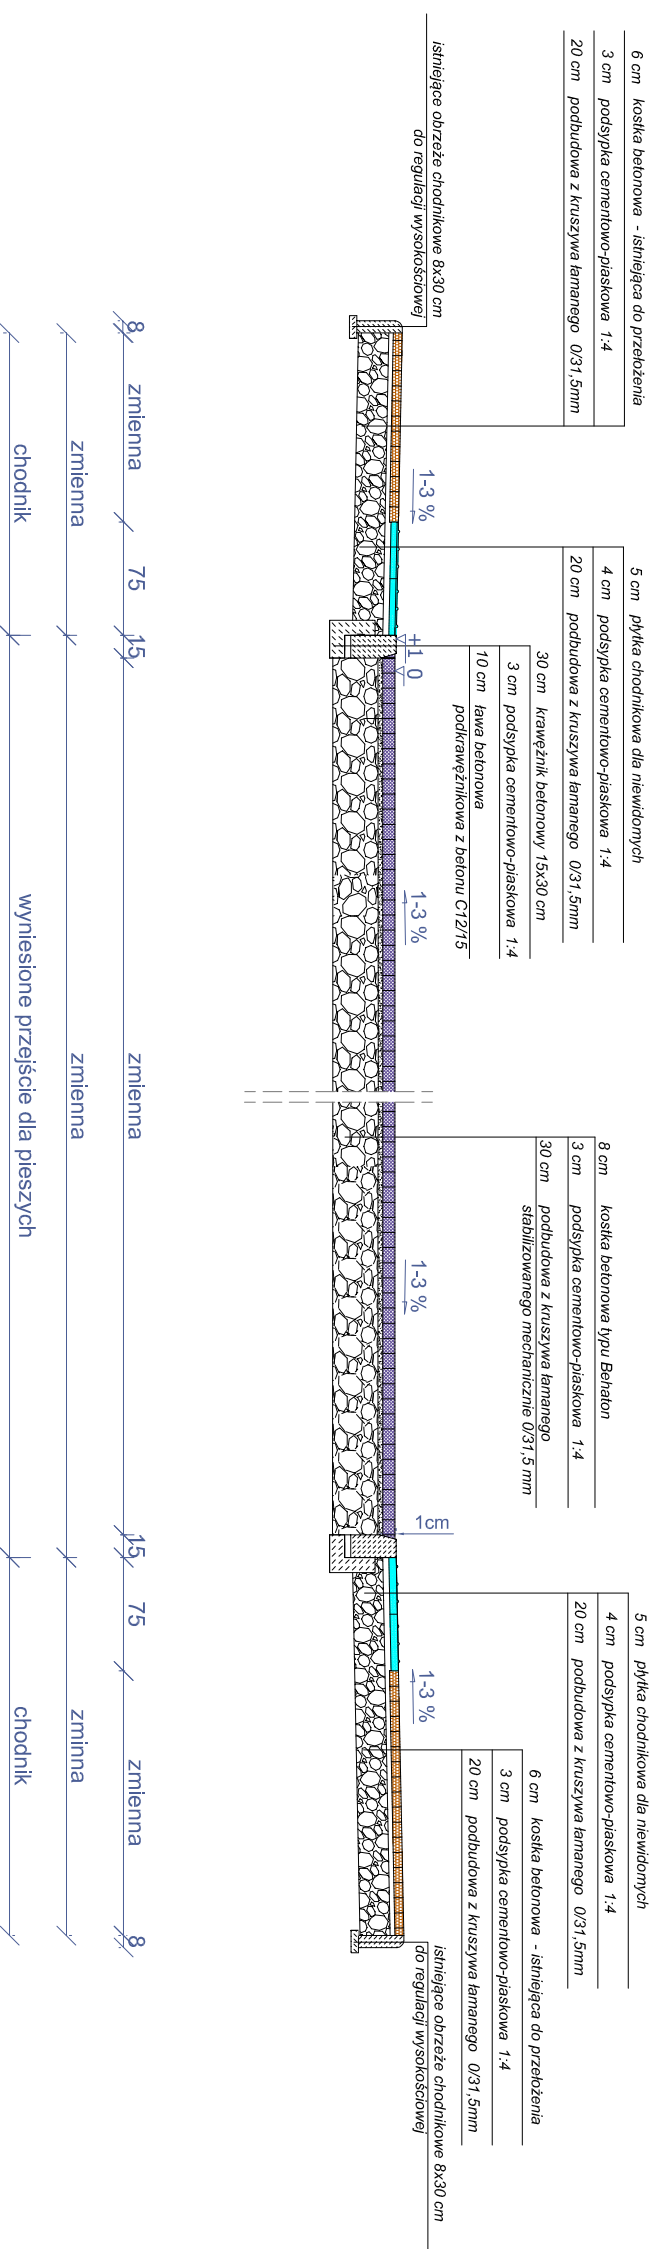 6 cm kostka betonowa - istniejąca do przełożenia
3 cm podsypka cementowo-piaskowa 1:4
20 cm podbudowa z kruszywa łamanego 0/31,5mm
istniejące obrzeże chodnikowe 8x30 cm
do regulacji wysokościowej
5 cm płytka chodnikowa dla niewidomych
4 cm podsypka cementowo-piaskowa 1:4
20 cm podbudowa z kruszywa łamanego 0/31,5mm
30 cm krawężnik betonowy 15x30 cm
3 cm podsypka cementowo-piaskowa 1:4
10 cm ława betonowa
podkrawężnikowa z betonu C12/15
8 cm kostka betonowa typu Behaton
3 cm podsypka cementowo-piaskowa 1:4
30 cm podbudowa z kruszywa łamanego
stabilizowanego mechanicznie 0/31,5 mm
5 cm płytka chodnikowa dla niewidomych
4 cm podsypka cementowo-piaskowa 1:4
20 cm podbudowa z kruszywa łamanego 0/31,5mm
6 cm kostka betonowa - istniejąca do przełożenia
3 cm podsypka cementowo-piaskowa 1:4
20 cm podbudowa z kruszywa łamanego 0/31,5mm
istniejące obrzeże chodnikowe 8x30 cm
do regulacji wysokościowej
1-3 %
+1
0
1-3 %
1-3 %
1cm
1-3 %
8 zmienna 75 15 zmienna 15 75 zmienna 8
zmienna zmienna zminna
chodnik wyniesione przejście dla pieszych chodnik